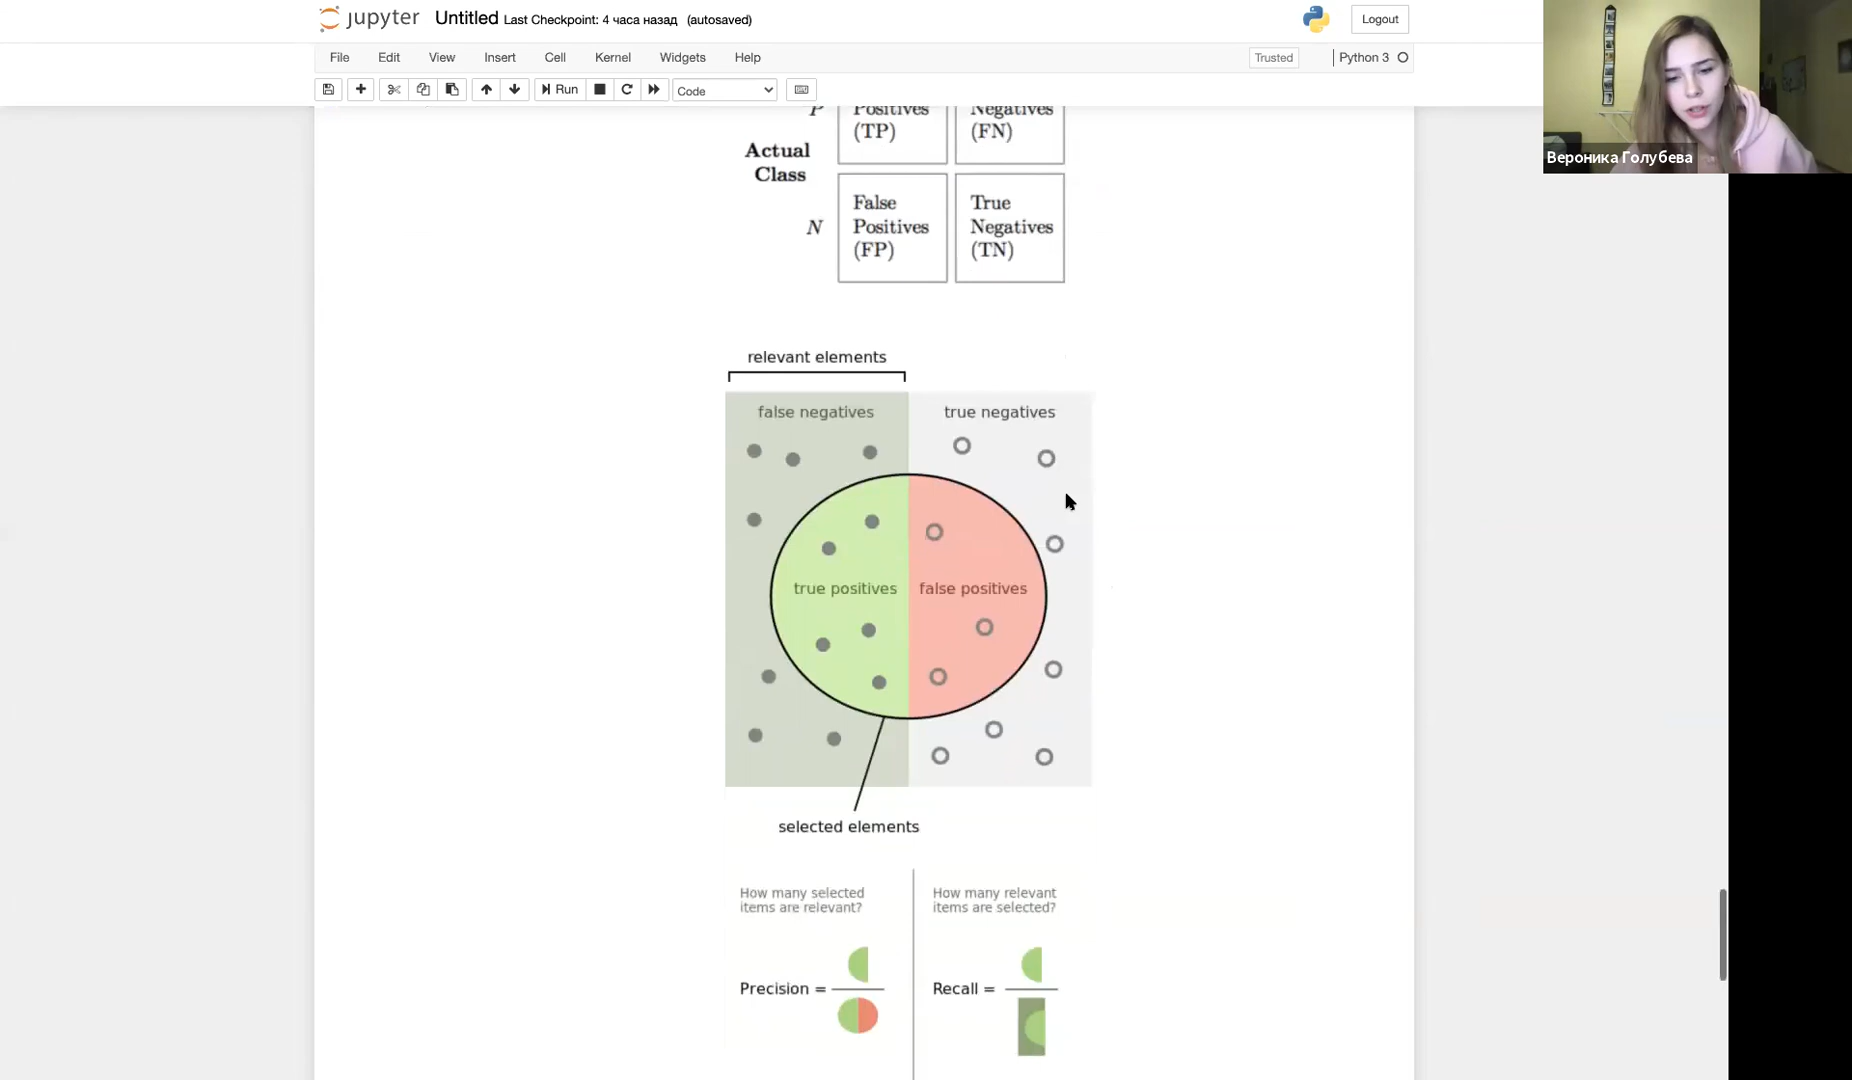 jupyter Untitled Last Checkpoint: 4 часа назад (autosaved)
Logout
File Edit View Insert Cell Kernel Widgets Help
Trusted Python 3
Run Code
Вероника Голубева
P Positives Negatives
(TP) (FN)
Actual
Class
False True
N Positives Negatives
(FP) (TN)
relevant elements
false negatives true negatives
true positives false positives
selected elements
How many selected How many relevant
items are relevant? items are selected?
Precision = Recall =